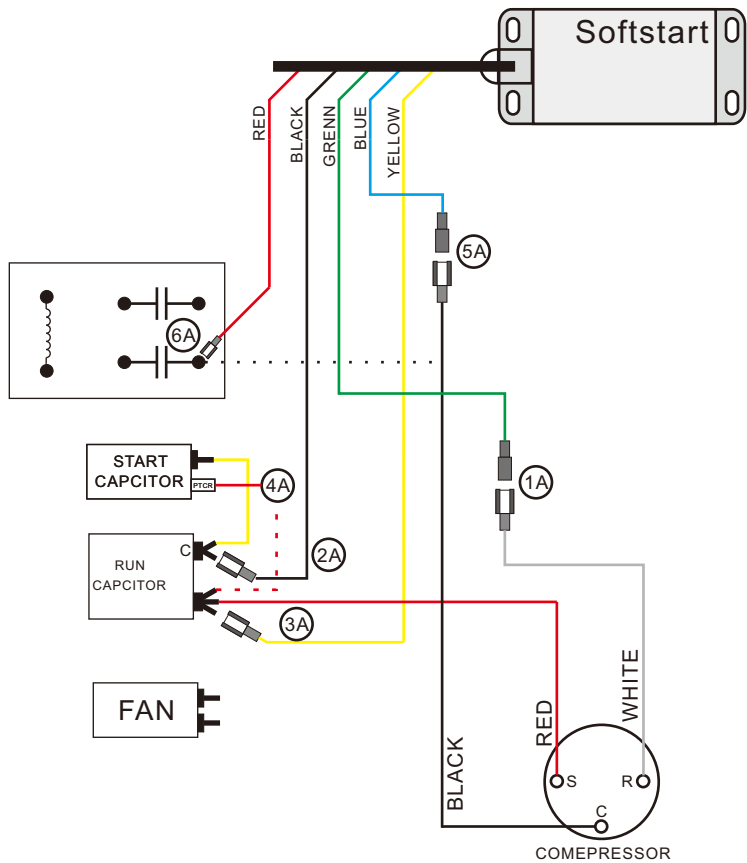 Softstart
RED
BLACK
GRENN
BLUE
YELLOW
5A
6A
START
CAPCITOR
PTCR
4A
1A
C
2A
RUN
CAPCITOR
3A
FAN
RED
WHITE
BLACK
S
R
C
COMEPRESSOR